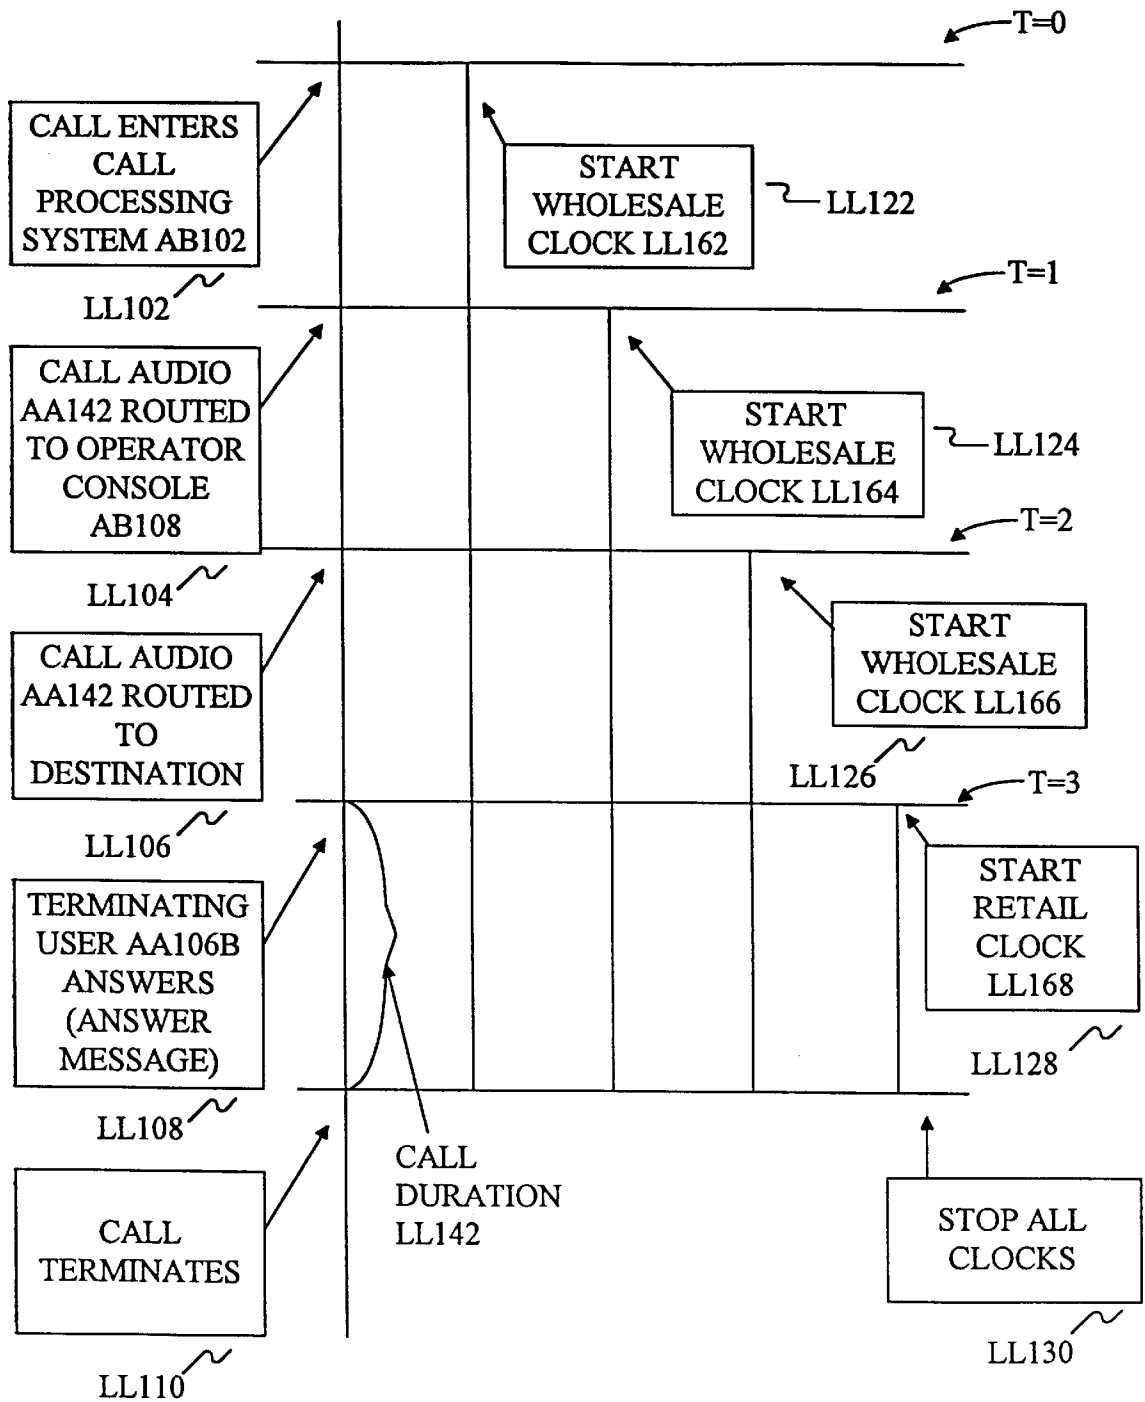 T=0
CALL ENTERS
CALL
PROCESSING
SYSTEM AB102
LL102
START
WHOLESALE
CLOCK LL162
LL122
T=1
CALL AUDIO
AA142 ROUTED
TO OPERATOR
CONSOLE
AB108
LL104
START
WHOLESALE
CLOCK LL164
LL124
T=2
CALL AUDIO
AA142 ROUTED
TO
DESTINATION
LL106
START
WHOLESALE
CLOCK LL166
LL126
T=3
TERMINATING
USER AA106B
ANSWERS
(ANSWER
MESSAGE)
LL108
START
RETAIL
CLOCK
LL168
LL128
CALL
DURATION
LL142
CALL
TERMINATES
LL110
STOP ALL
CLOCKS
LL130